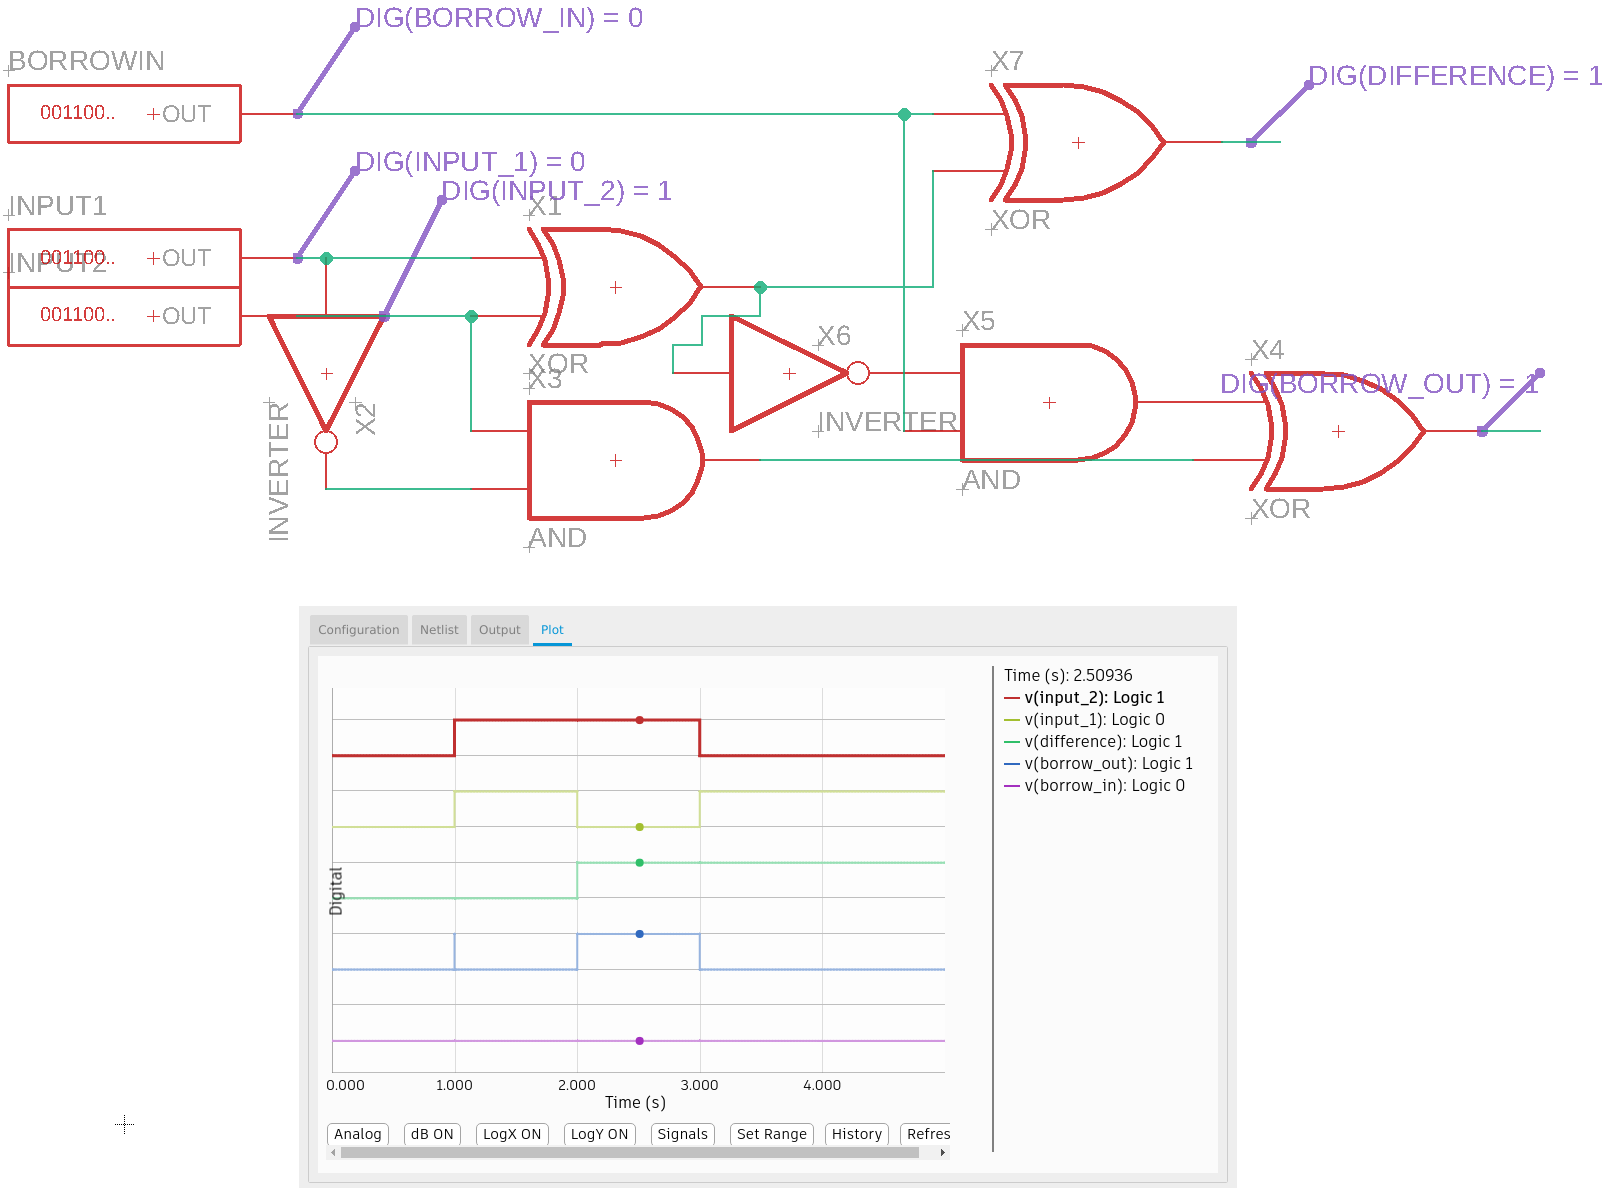 DIG(BORROW_IN) = 0
BORROWIN
X7
DIG(DIFFERENCE) = 1
001100.. +OUT
DIG(INPUT_1) = 0
DIG(INPUT_2) = 1
INPUT1
X1
XOR
001100.. +OUT
INPUT2
001100.. +OUT
X6
X5
X4
XOR
X3
DIG(BORROW_OUT) = 1
X2
INVERTER
INVERTER
AND
XOR
AND
Configuration
Netlist
Output
Plot
Time (s): 2.50936
v(input_2): Logic 1
v(input_1): Logic 0
v(difference): Logic 1
v(borrow_out): Logic 1
v(borrow_in): Logic 0
Digital
0.000 1.000 2.000 3.000 4.000
Time (s)
Analog
dB ON
LogX ON
LogY ON
Signals
Set Range
History
Refres